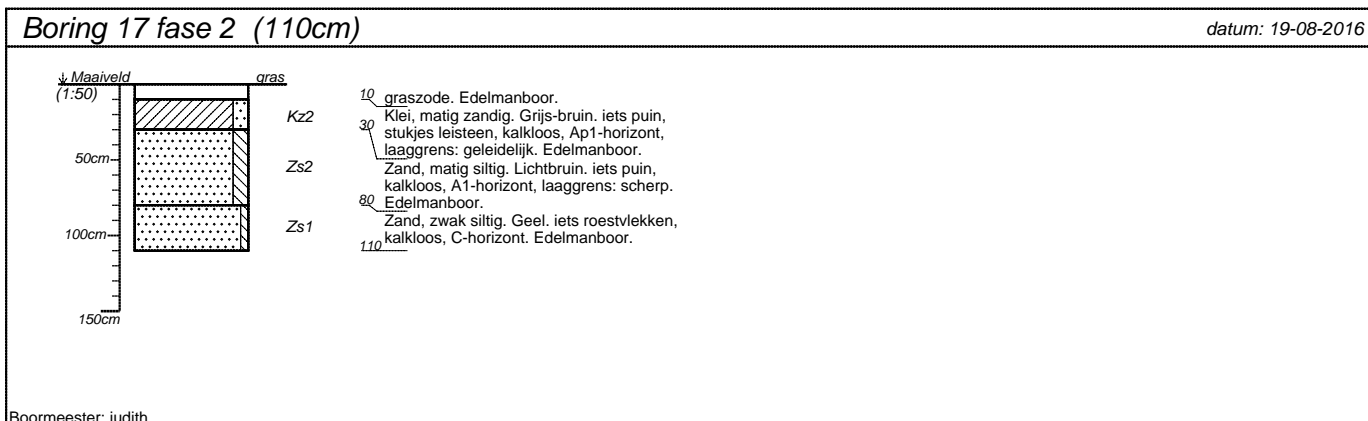 Boring 17 fase 2 (110cm)
datum: 19-08-2016
Maaiveld
gras
(1:50)
Kz2
50cm
Zs2
Zs1
100cm
150cm
10 graszode. Edelmanboor.
Klei, matig zandig. Grijs-bruin. iets puin,
30 stukjes leisteen, kalkloos, Ap1-horizont,
laaggrens: geleidelijk. Edelmanboor.
Zand, matig siltig. Lichtbruin. iets puin,
kalkloos, A1-horizont, laaggrens: scherp.
80 Edelmanboor.
Zand, zwak siltig. Geel. iets roestvlekken,
kalkloos, C-horizont. Edelmanboor.
110
Boormeester: judith